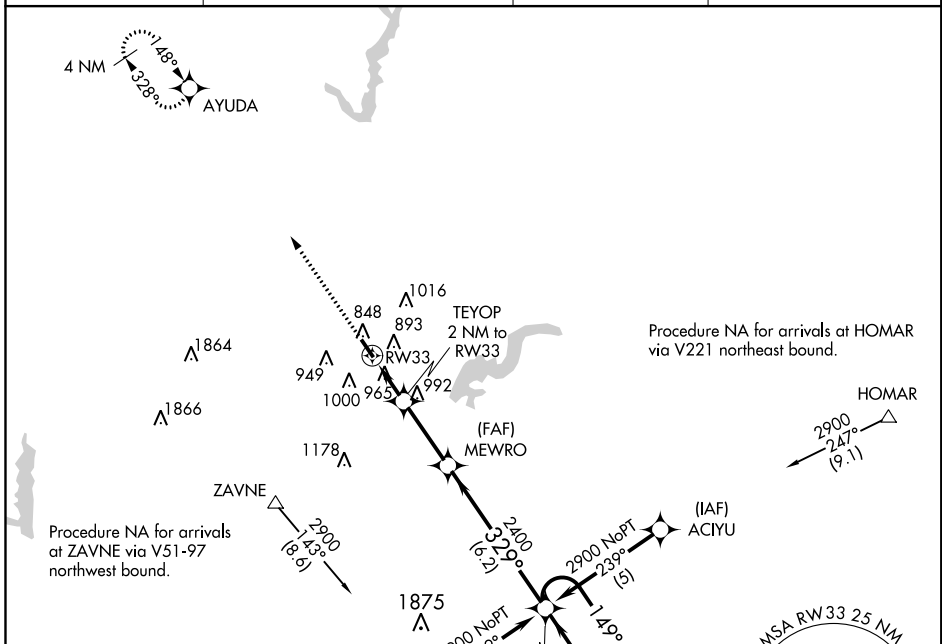 4 NM
148°
328°
AYUDA
1016
848
TEYOP
2 NM to
RW33
893
1864
RW33
949
1000
965
992
Procedure NA for arrivals at HOMAR
via V221 northeast bound.
1866
HOMAR
2900
247°
(9.1)
(FAF)
MEWRO
1178
ZAVNE
2900
143°
(8.6)
Procedure NA for arrivals
at ZAVNE via V51-97
northwest bound.
2400
329°
(6.2)
(IAF)
ACIYU
2900 NoPT
239°
(5)
1875
149°
00 NoPT
MSA RW33 25 NM